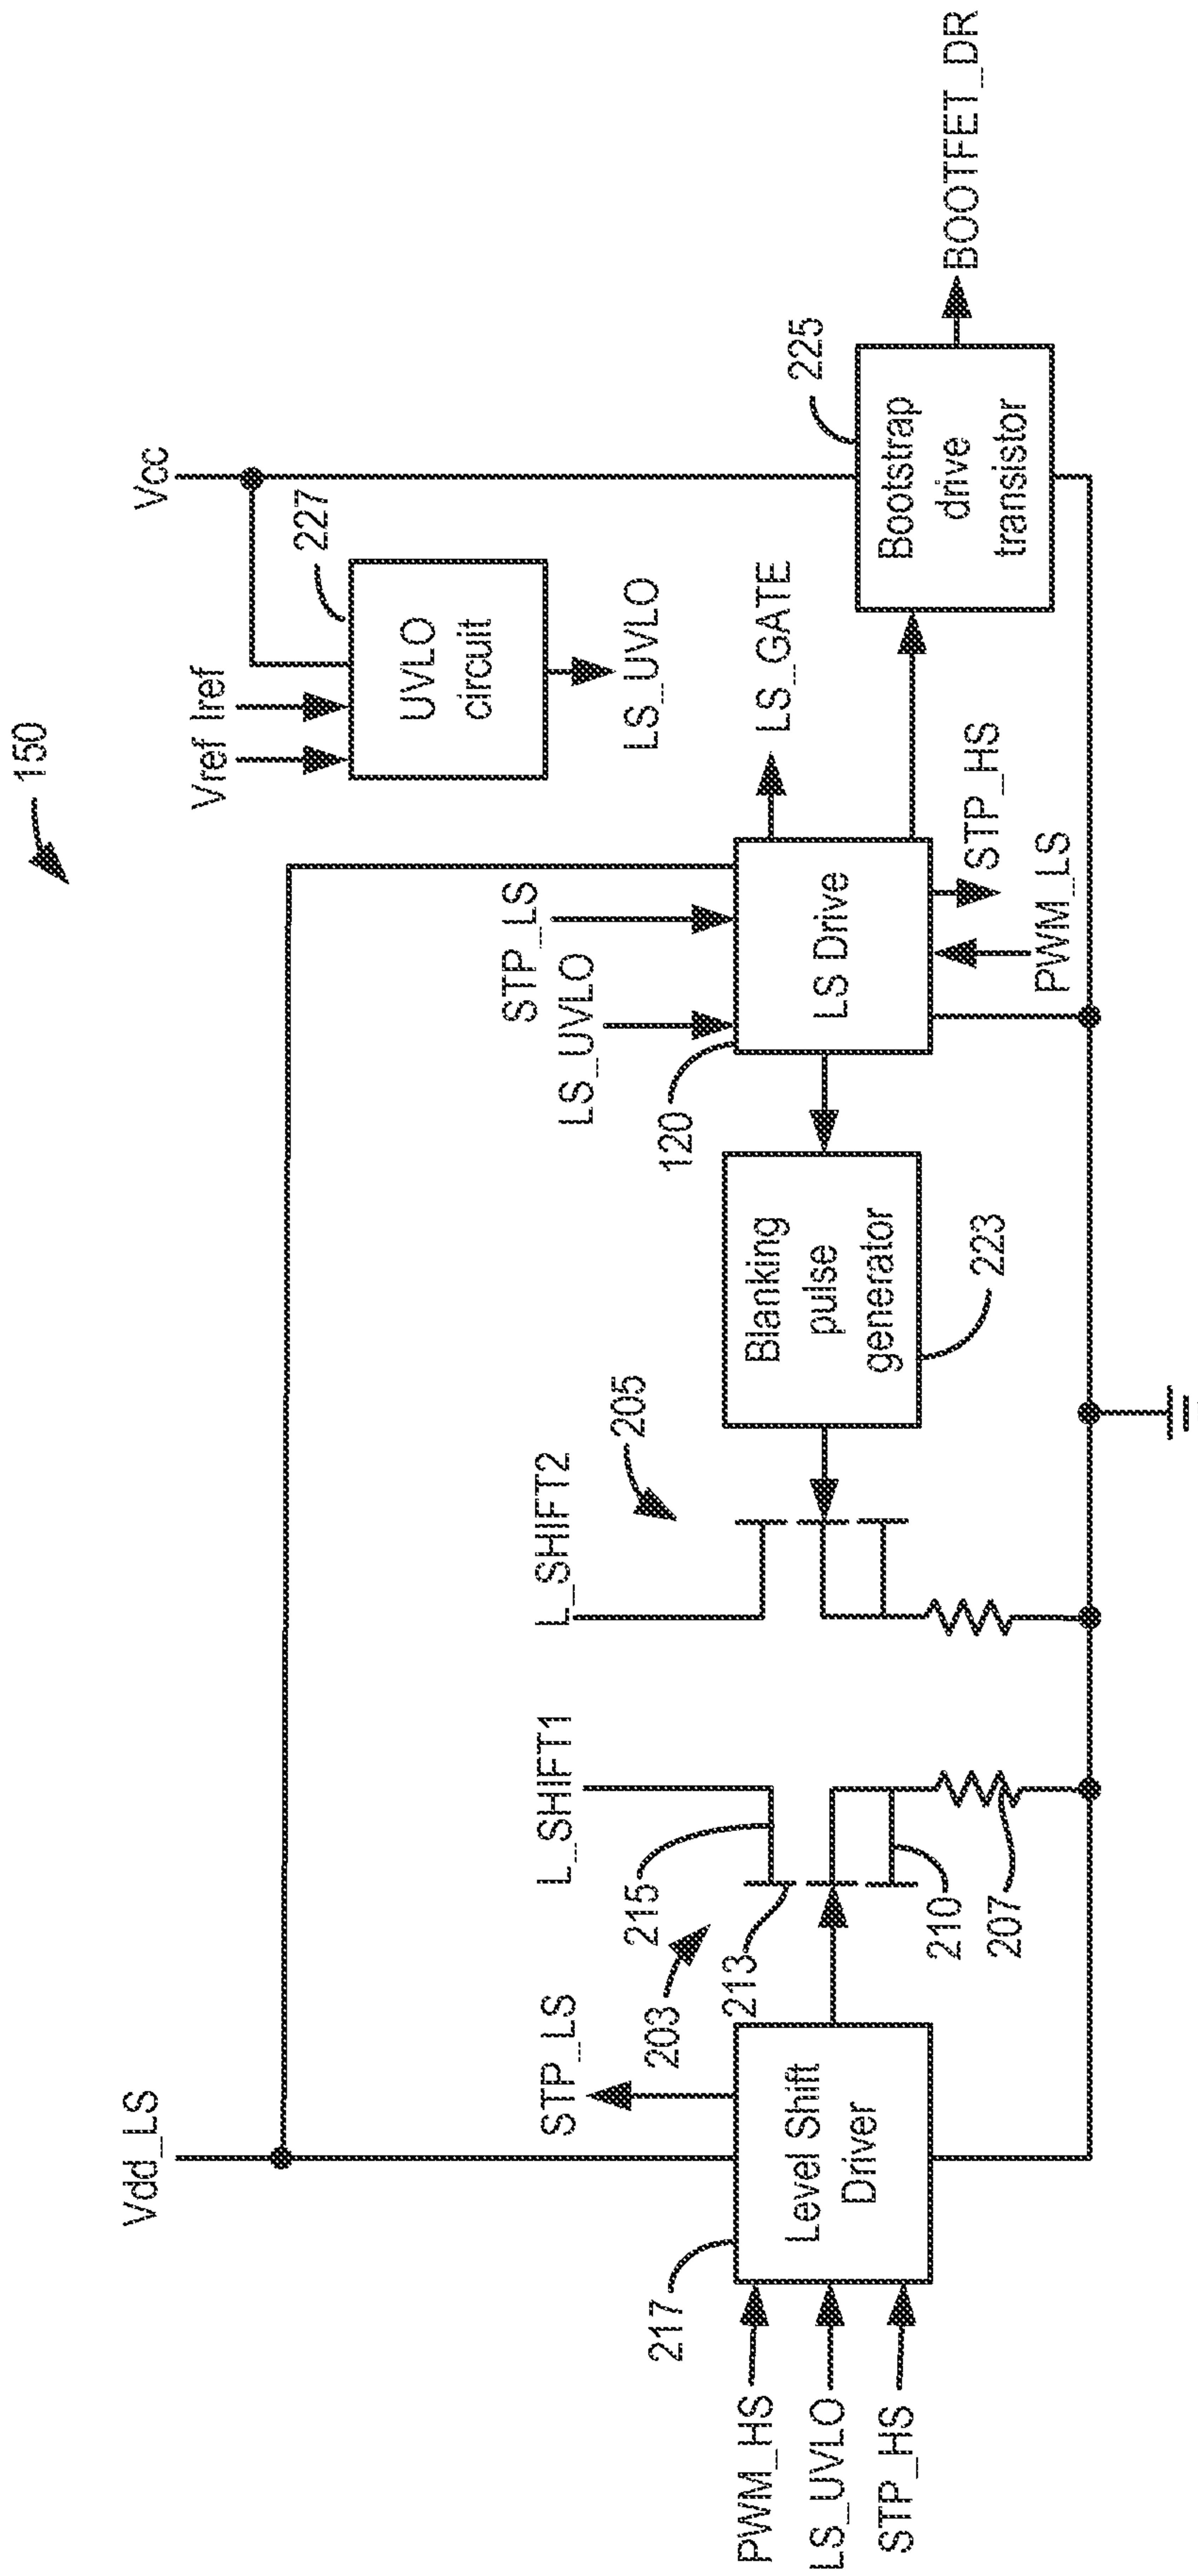 150
Vdd_LS
Vcc
Vref
Iref
227
UVLO
circuit
LS_UVLO
STP_LS
L_SHIFT1
L_SHIFT2
205
STP_LS
LS_UVLO
LS_GATE
225
217
203
215
213
120
PWM_HS
LS_UVLO
STP_HS
Level Shift
Driver
210
207
Blanking
pulse
generator
223
LS Drive
STP_HS
PWM_LS
Bootstrap
drive
transistor
BOOTFET_DR